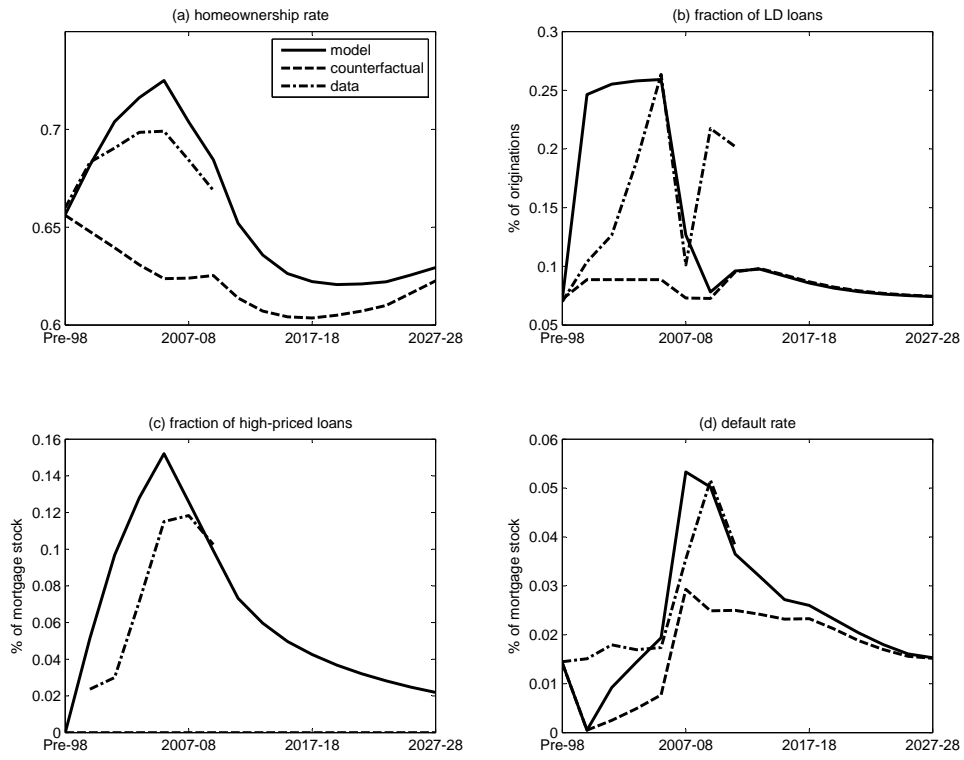 (a) homeownership rate
model
counterfactual
data
0.7
0.65
0.6
Pre-98 2007-08 2017-18 2027-28
(b) fraction of LD loans
% of originations
0.3
0.25
0.2
0.15
0.1
0.05
Pre-98 2007-08 2017-18 2027-28
(c) fraction of high-priced loans
% of mortgage stock
0.16
0.14
0.12
0.1
0.08
0.06
0.04
0.02
0
Pre-98 2007-08 2017-18 2027-28
(d) default rate
% of mortgage stock
0.06
0.05
0.04
0.03
0.02
0.01
0
Pre-98 2007-08 2017-18 2027-28